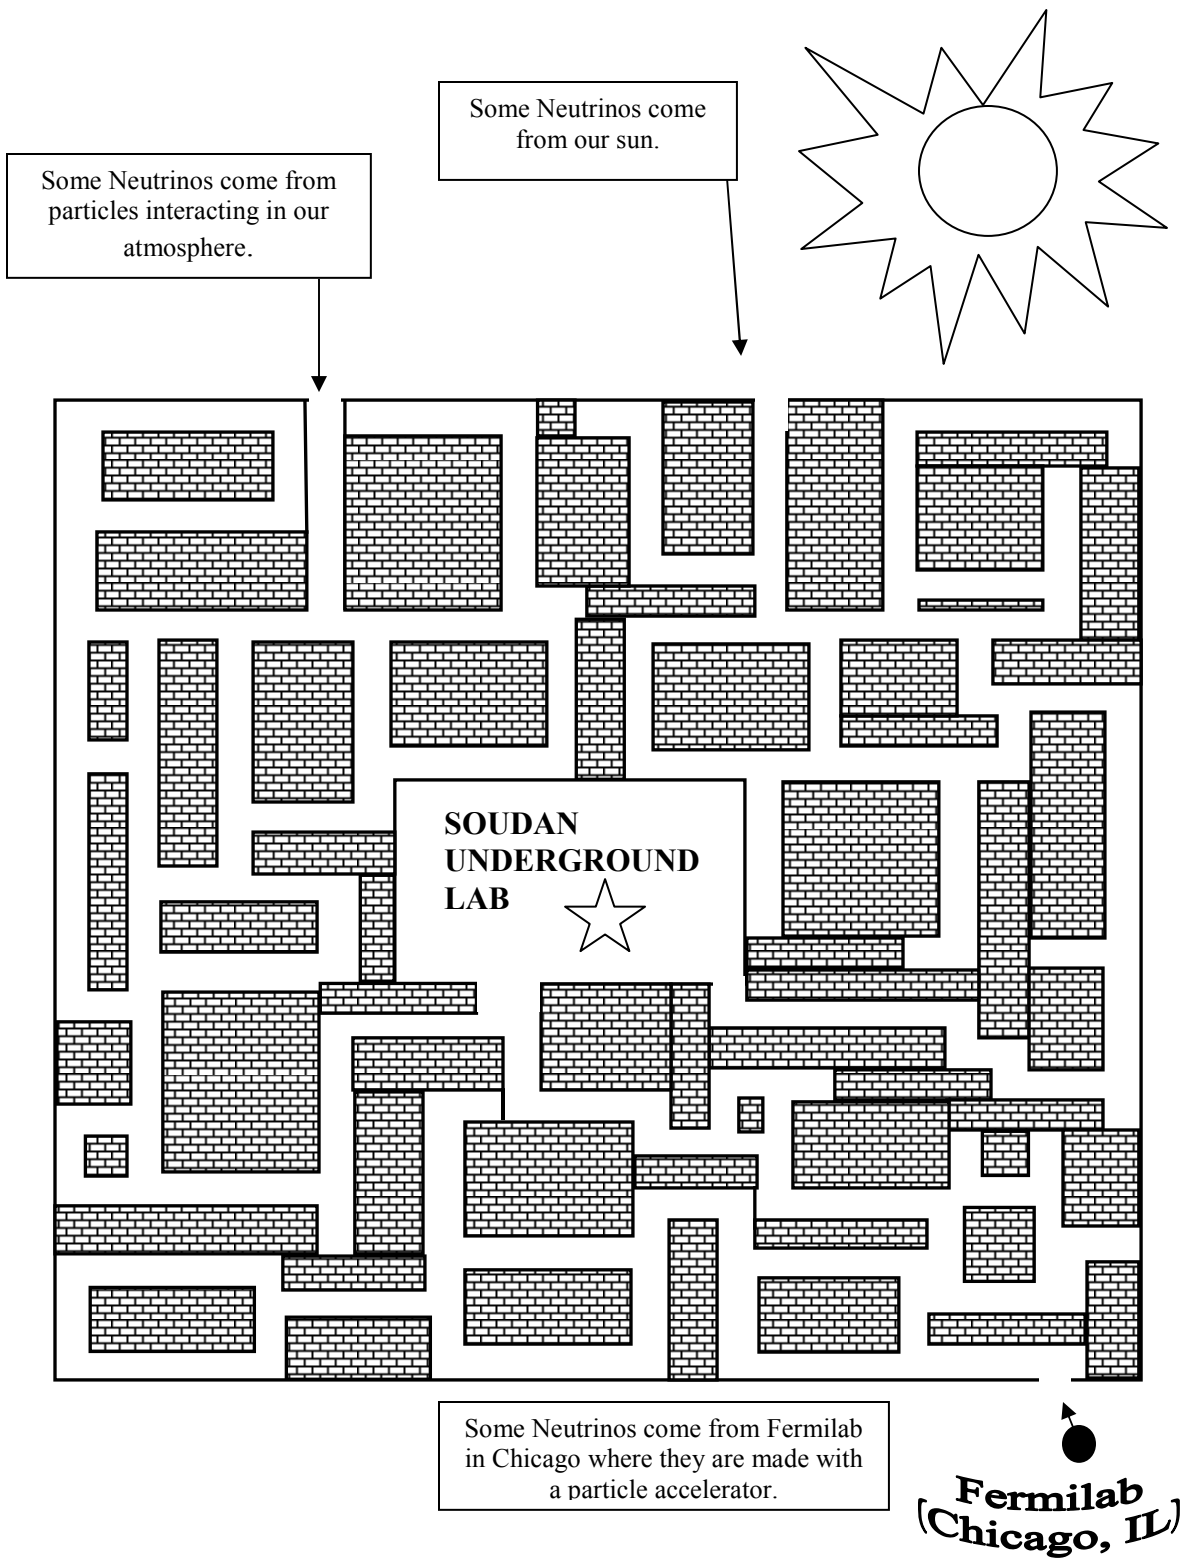 Some Neutrinos come
from our sun.
Some Neutrinos come from
particles interacting in our
atmosphere.
SOUDAN
UNDERGROUND
LAB
Some Neutrinos come from Fermilab
in Chicago where they are made with
a particle accelerator.
Fermilab
(Chicago, IL)